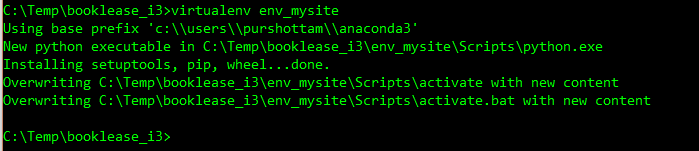 C:\Temp\booklease_i3>virtualenv env_mysite
Using base prefix 'c:\\users\\purshottam\\anaconda3'
New python executable in C:\Temp\booklease_i3\env_mysite\Scripts\python.exe
Installing setuptools, pip, wheel...done.
Overwriting C:\Temp\booklease_i3\env_mysite\Scripts\activate with new content
Overwriting C:\Temp\booklease_i3\env_mysite\Scripts\activate.bat with new content
C:\Temp\booklease_i3>